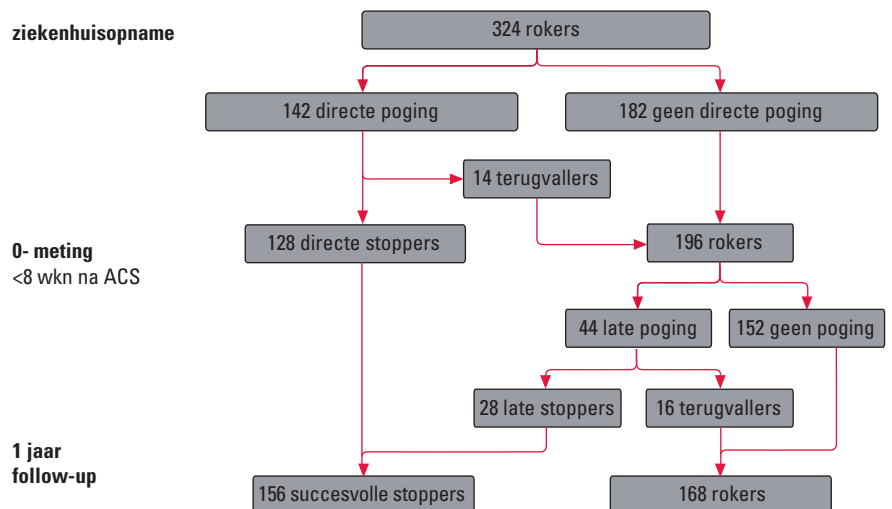 ziekenhuisopname
324 rokers
142 directe poging
182 geen directe poging
14 terugvallers
0- meting
<8 wkn na ACS
128 directe stoppers
196 rokers
44 late poging
152 geen poging
28 late stoppers
16 terugvallers
1 jaar
follow-up
156 succesvolle stoppers
168 rokers